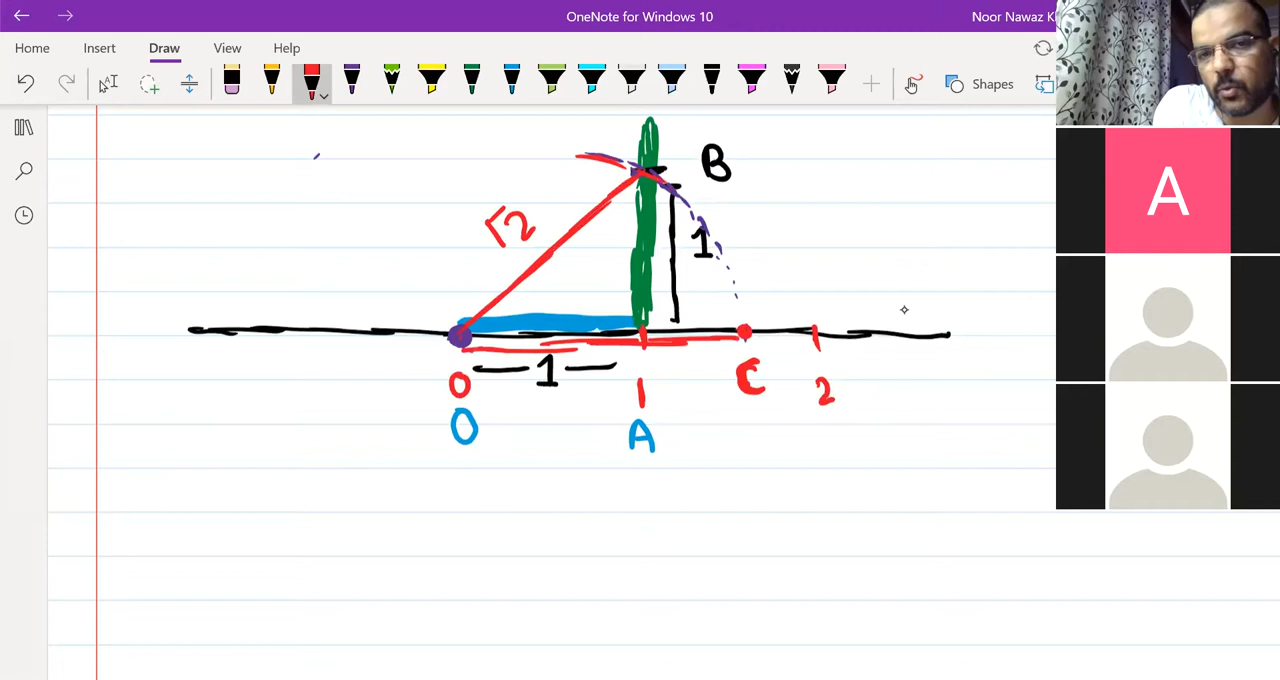 OneNote for Windows 10
Noor Nawaz K
Home Insert Draw View Help
Shapes
B
√2
1
1
0 1 C 2
O A
A